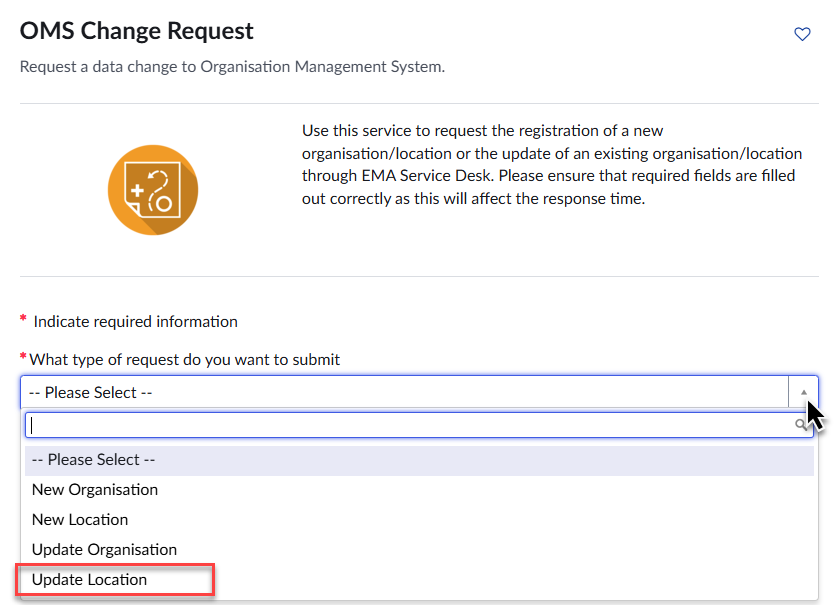 OMS Change Request
Request a data change to Organisation Management System.
Use this service to request the registration of a new
organisation/location or the update of an existing organisation/location
through EMA Service Desk. Please ensure that required fields are filled
out correctly as this will affect the response time.
* Indicate required information
* What type of request do you want to submit
-- Please Select --
-- Please Select --
New Organisation
New Location
Update Organisation
Update Location